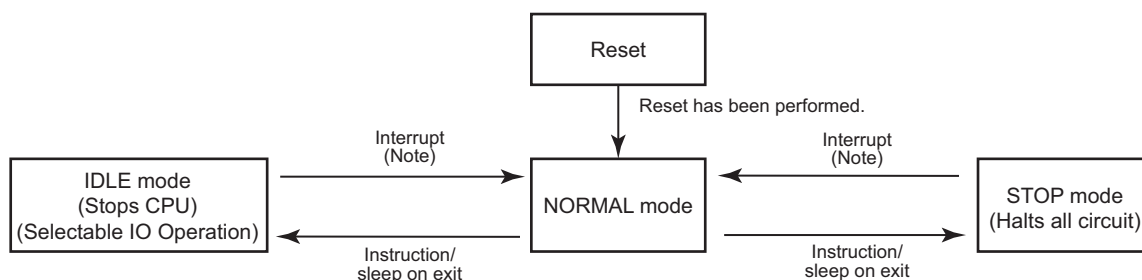 Reset
Reset has been performed.
Interrupt
(Note)
Interrupt
(Note)
IDLE mode
(Stops CPU)
(Selectable IO Operation)
NORMAL mode
STOP mode
(Halts all circuit)
Instruction/
sleep on exit
Instruction/
sleep on exit